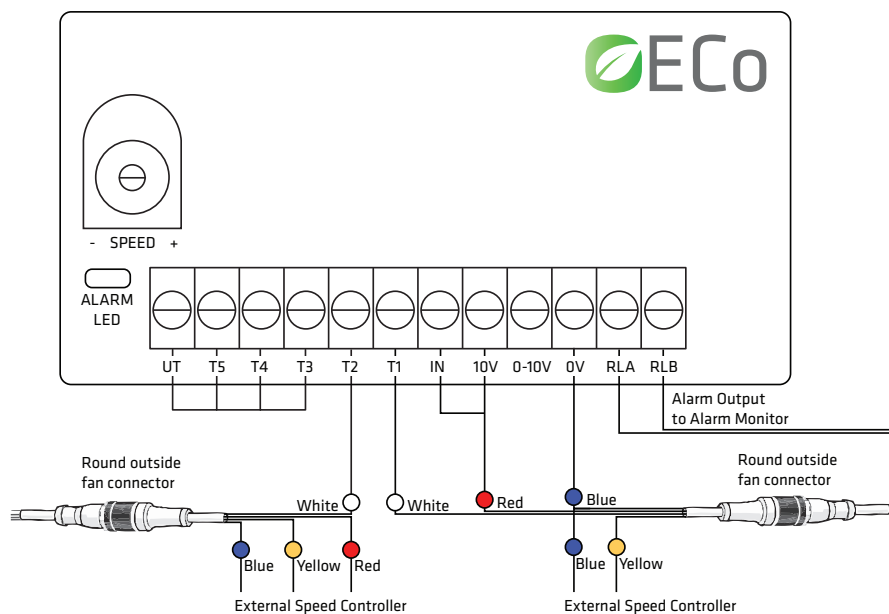 ECo
- SPEED +
ALARM
LED
UT T5 T4 T3 T2 T1 IN 10V 0-10V 0V RLA RLB
Alarm Output
to Alarm Monitor
Round outside
fan connector
Round outside
fan connector
White White Red Blue
Blue Yellow Red Blue Yellow
External Speed Controller External Speed Controller